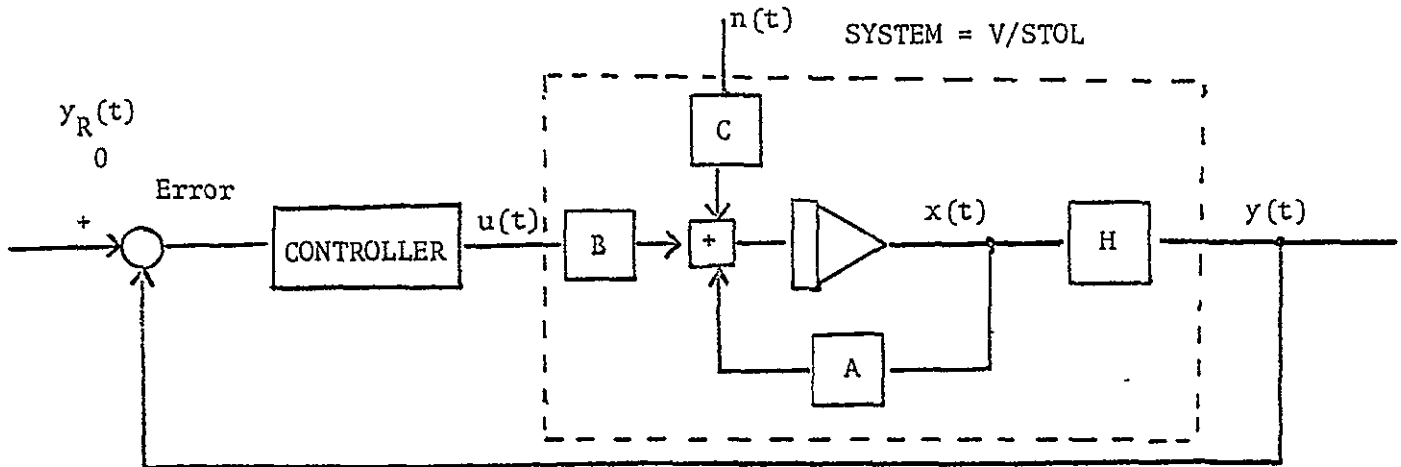 n(t)
SYSTEM = V/STOL
C
y_R(t)
0
Error
+
CONTROLLER
u(t)
B
+
x(t)
H
y(t)
A